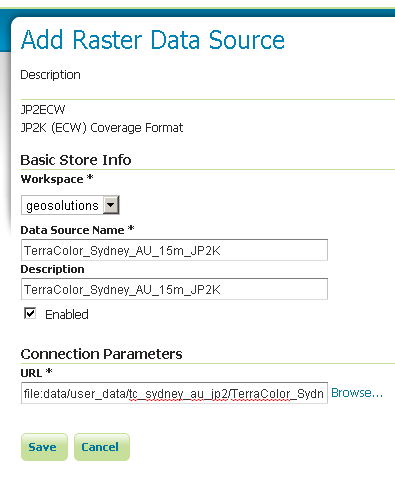 Add Raster Data Source
Description
JP2ECW
JP2K (ECW) Coverage Format
Basic Store Info
Workspace *
geosolutions
Data Source Name *
TerraColor_Sydney_AU_15m_JP2K
Description
TerraColor_Sydney_AU_15m_JP2K
Enabled
Connection Parameters
URL *
file:data/user_data/tc_sydney_au_jp2/TerraColor_Sydn Browse...
Save Cancel